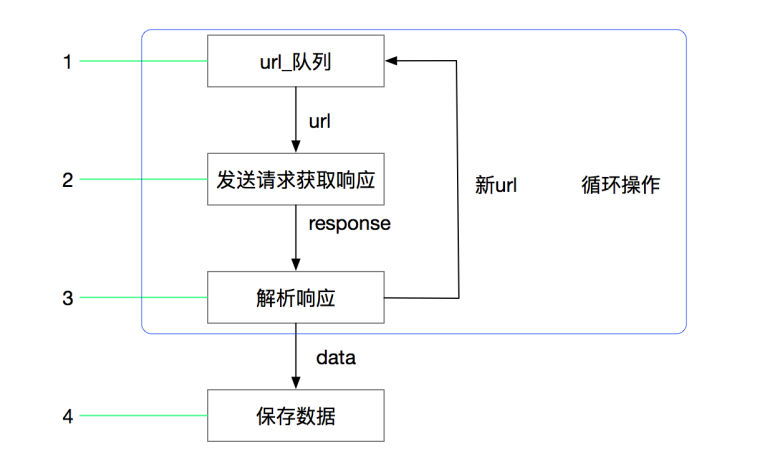 1
url_队列
url
2
发送请求获取响应
新url
循环操作
response
3
解析响应
data
4
保存数据